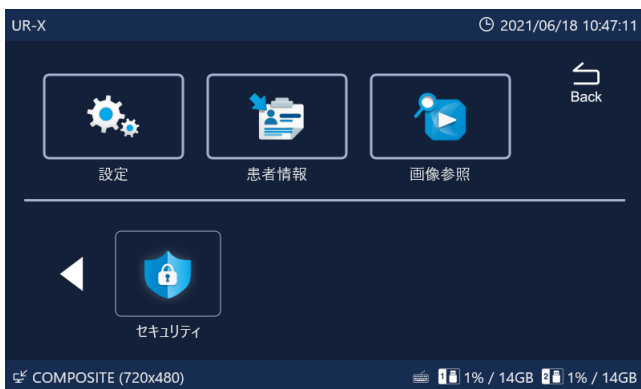 UR-X
2021/06/18 10:47:11
Back
設定
患者情報
画像参照
セキュリティ
COMPOSITE (720x480)
1 1% / 14GB 2 1% / 14GB